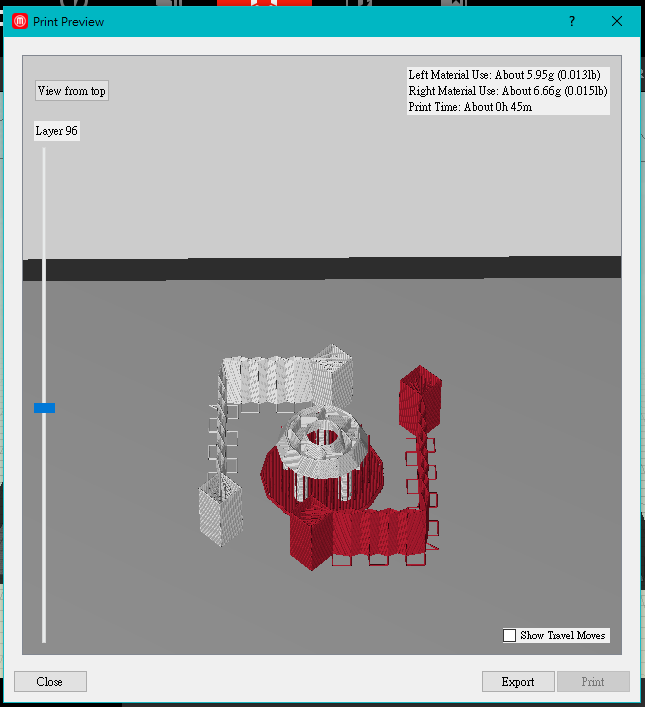 Print Preview
?
View from top
Left Material Use: About 5.95g (0.013lb)
Right Material Use: About 6.66g (0.015lb)
Print Time: About 0h 45m
Layer 96
Show Travel Moves
Close
Export
Print